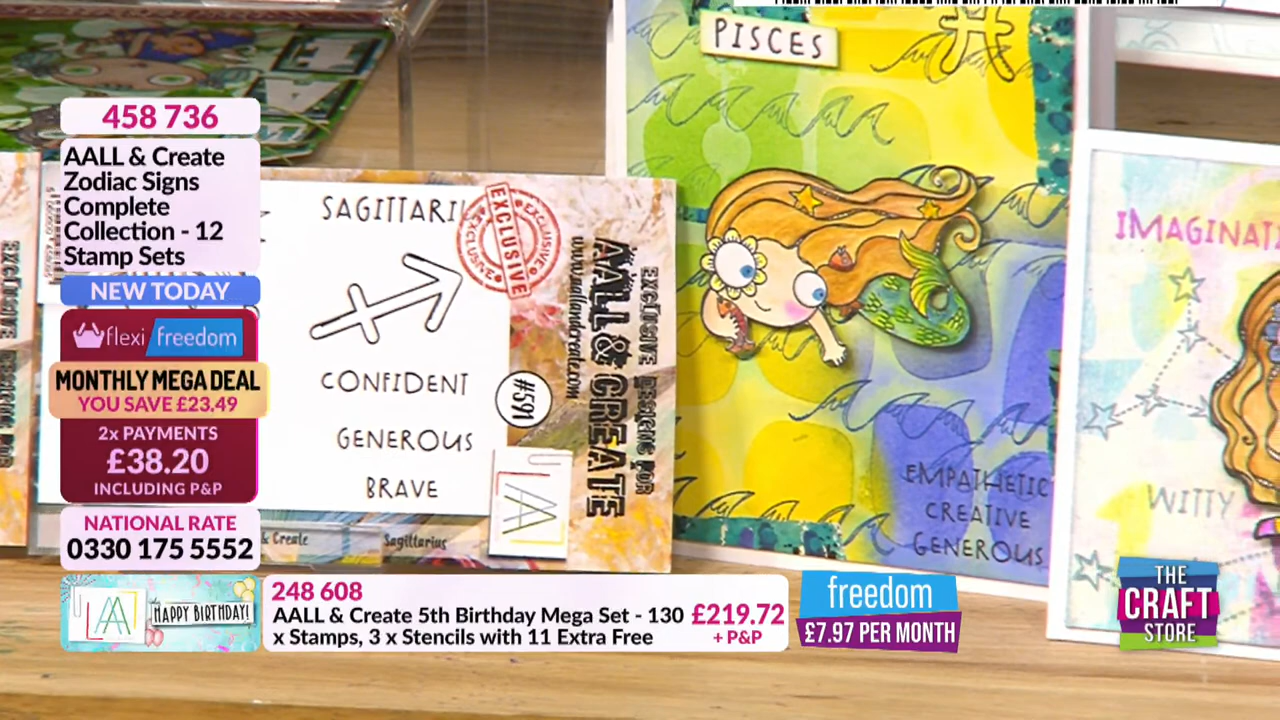 PISCES
458 736
AALL & Create
Zodiac Signs
Complete
Collection - 12
Stamp Sets
NEW TODAY
flexi freedom
MONTHLY MEGA DEAL
YOU SAVE £23.49
2x PAYMENTS
£38.20
INCLUDING P&P
NATIONAL RATE
0330 175 5552
SAGITTARI
EXCLUSIVE
EXCLUSIVE
EXCLUSIVE
EXCLUSIVE DESIGNS FOR
AALL & CREATE
www.aallandcreate.com
#591
CONFIDENT
GENEROUS
BRAVE
& Create
Sagittarius
EMPATHETIC
CREATIVE
GENEROUS
IMAGINATI
WITTY
HAPPY BIRTHDAY!
248 608
AALL & Create 5th Birthday Mega Set - 130
x Stamps, 3 x Stencils with 11 Extra Free
£219.72
+ P&P
freedom
£7.97 PER MONTH
THE
CRAFT
STORE